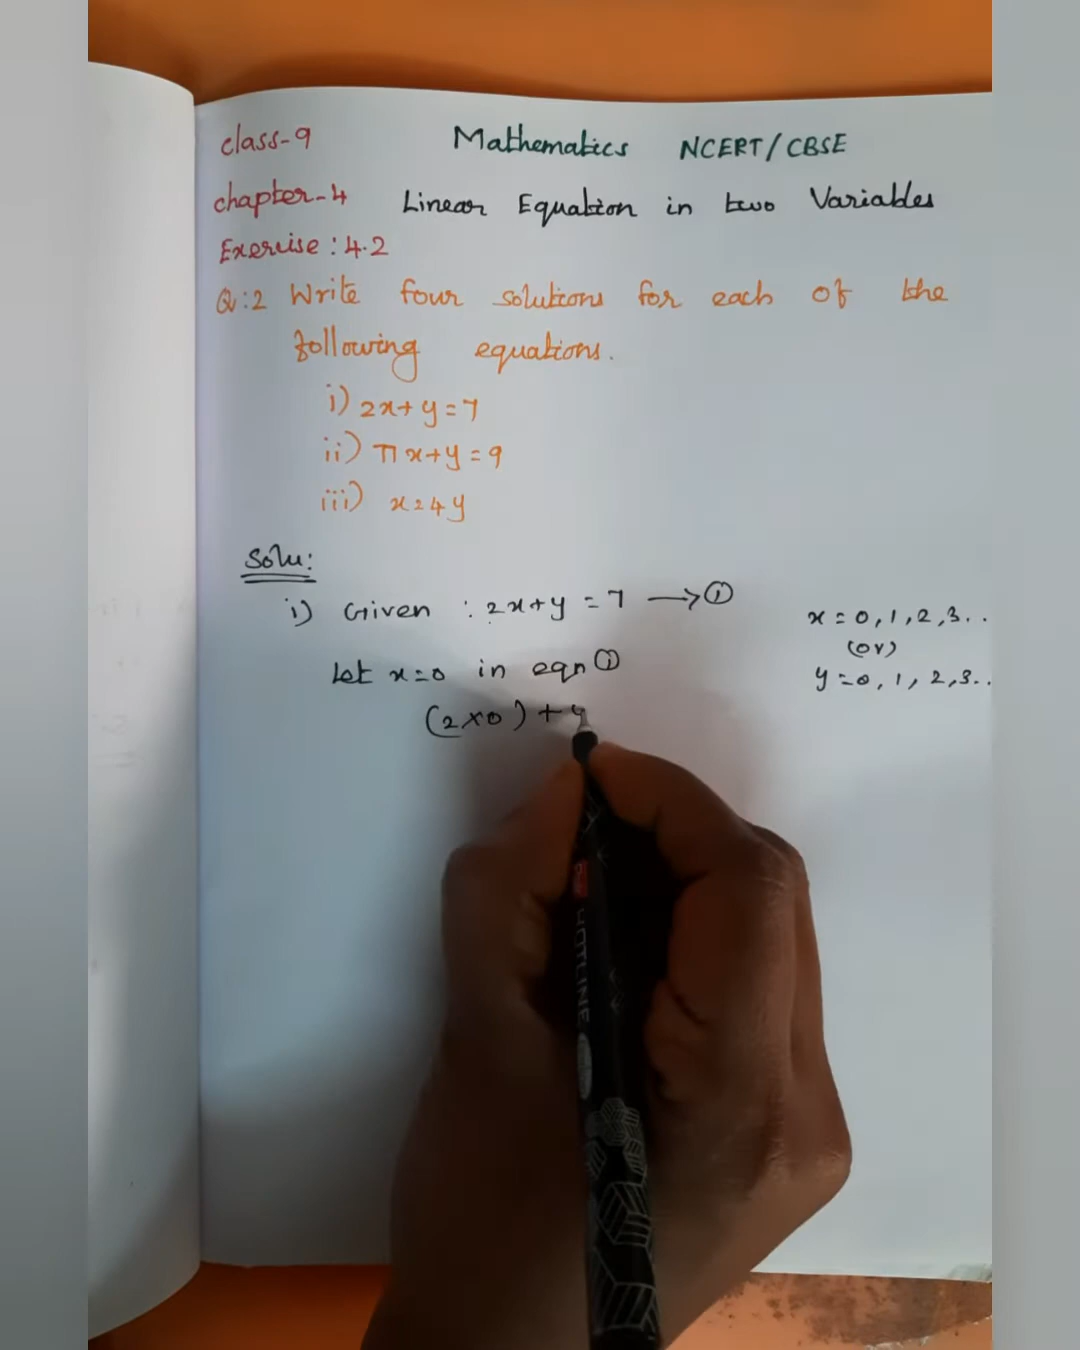 class-9 Mathematics NCERT/CBSE
chapter-4 Linear Equation in two Variables
Exercise : 4.2
Q:2 Write four solutions for each of the
following equations.
i) 2x+y=7
ii) πx+y=9
iii) x=4y
Solu:
i) Given : 2x+y=7 → ①
Let x=0 in eqn ①
(2×0)+y
x=0,1,2,3..
(or)
y=0,1,2,3..
HOTLINE